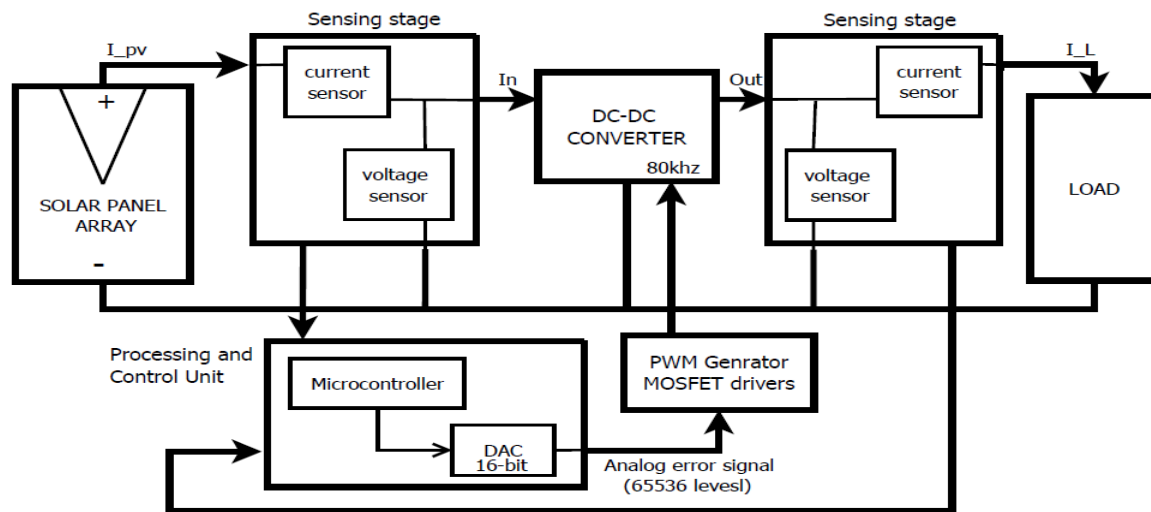 Sensing stage
Sensing stage
I_pv
I_L
current
sensor
In
Out
current
sensor
+
DC-DC
CONVERTER
80khz
voltage
sensor
voltage
sensor
SOLAR PANEL
ARRAY
-
LOAD
Processing and
Control Unit
Microcontroller
PWM Genrator
MOSFET drivers
DAC
16-bit
Analog error signal
(65536 levesl)